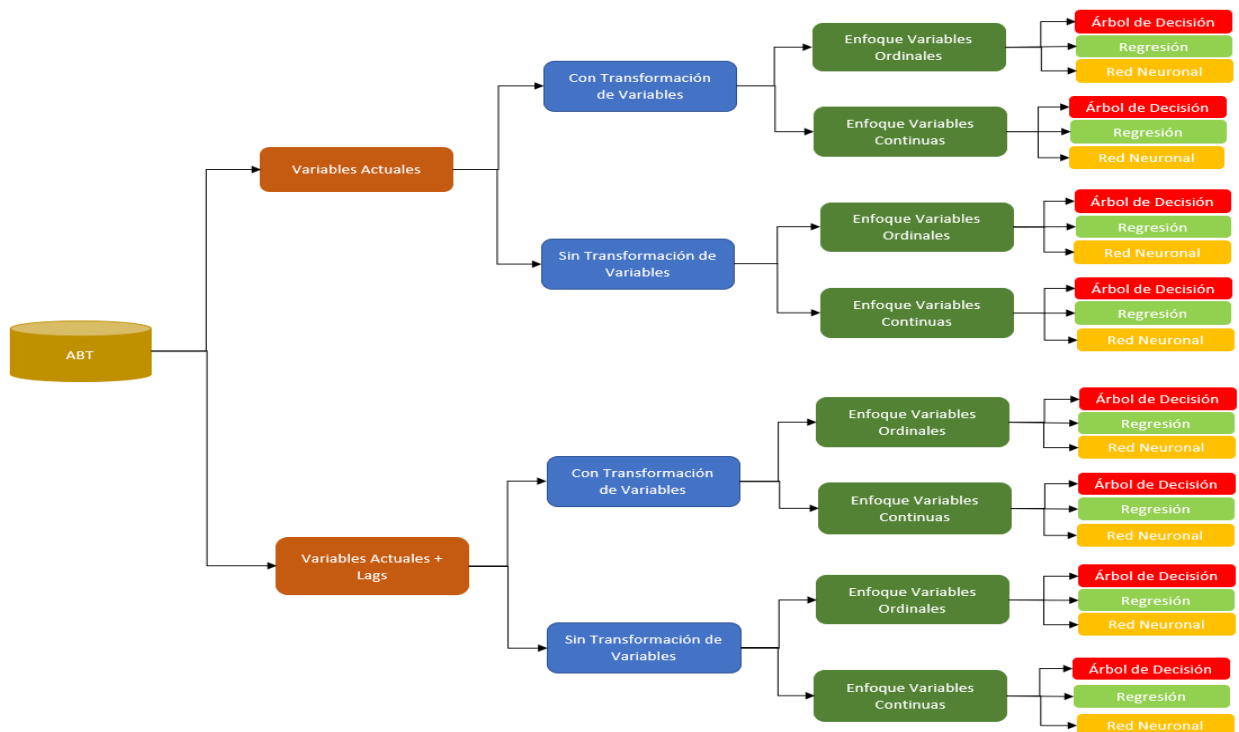 ABT
Variables Actuales
Con Transformación
de Variables
Enfoque Variables
Ordinales
Árbol de Decisión
Regresión
Red Neuronal
Enfoque Variables
Continuas
Árbol de Decisión
Regresión
Red Neuronal
Sin Transformación de
Variables
Enfoque Variables
Ordinales
Árbol de Decisión
Regresión
Red Neuronal
Enfoque Variables
Continuas
Árbol de Decisión
Regresión
Red Neuronal
Variables Actuales +
Lags
Con Transformación
de Variables
Enfoque Variables
Ordinales
Árbol de Decisión
Regresión
Red Neuronal
Enfoque Variables
Continuas
Árbol de Decisión
Regresión
Red Neuronal
Sin Transformación de
Variables
Enfoque Variables
Ordinales
Árbol de Decisión
Regresión
Red Neuronal
Enfoque Variables
Continuas
Árbol de Decisión
Regresión
Red Neuronal